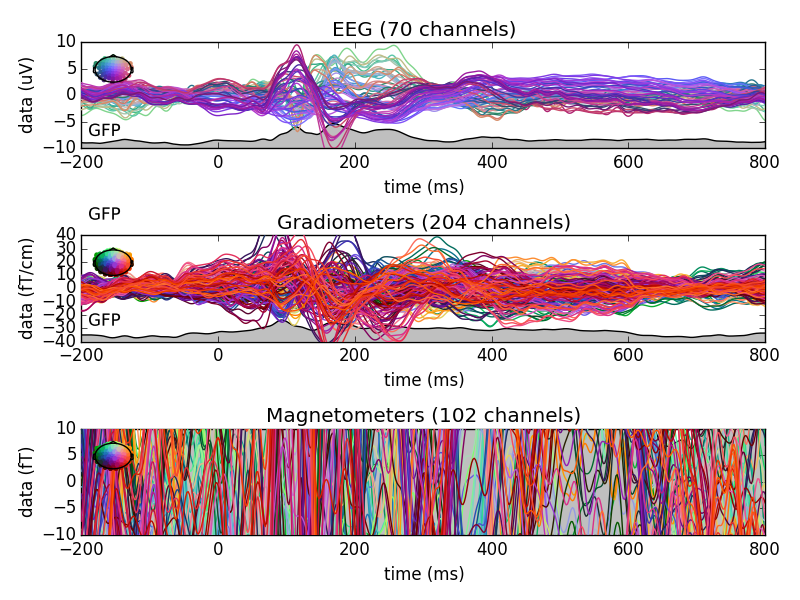 EEG (70 channels)
10
5
0
−5
−10
data (uV)
GFP
−200 0 200 400 600 800
time (ms)
GFP
Gradiometers (204 channels)
40
30
20
10
0
−10
−20
−30
−40
data (fT/cm)
GFP
−200 0 200 400 600 800
time (ms)
Magnetometers (102 channels)
10
5
0
−5
−10
data (fT)
−200 0 200 400 600 800
time (ms)